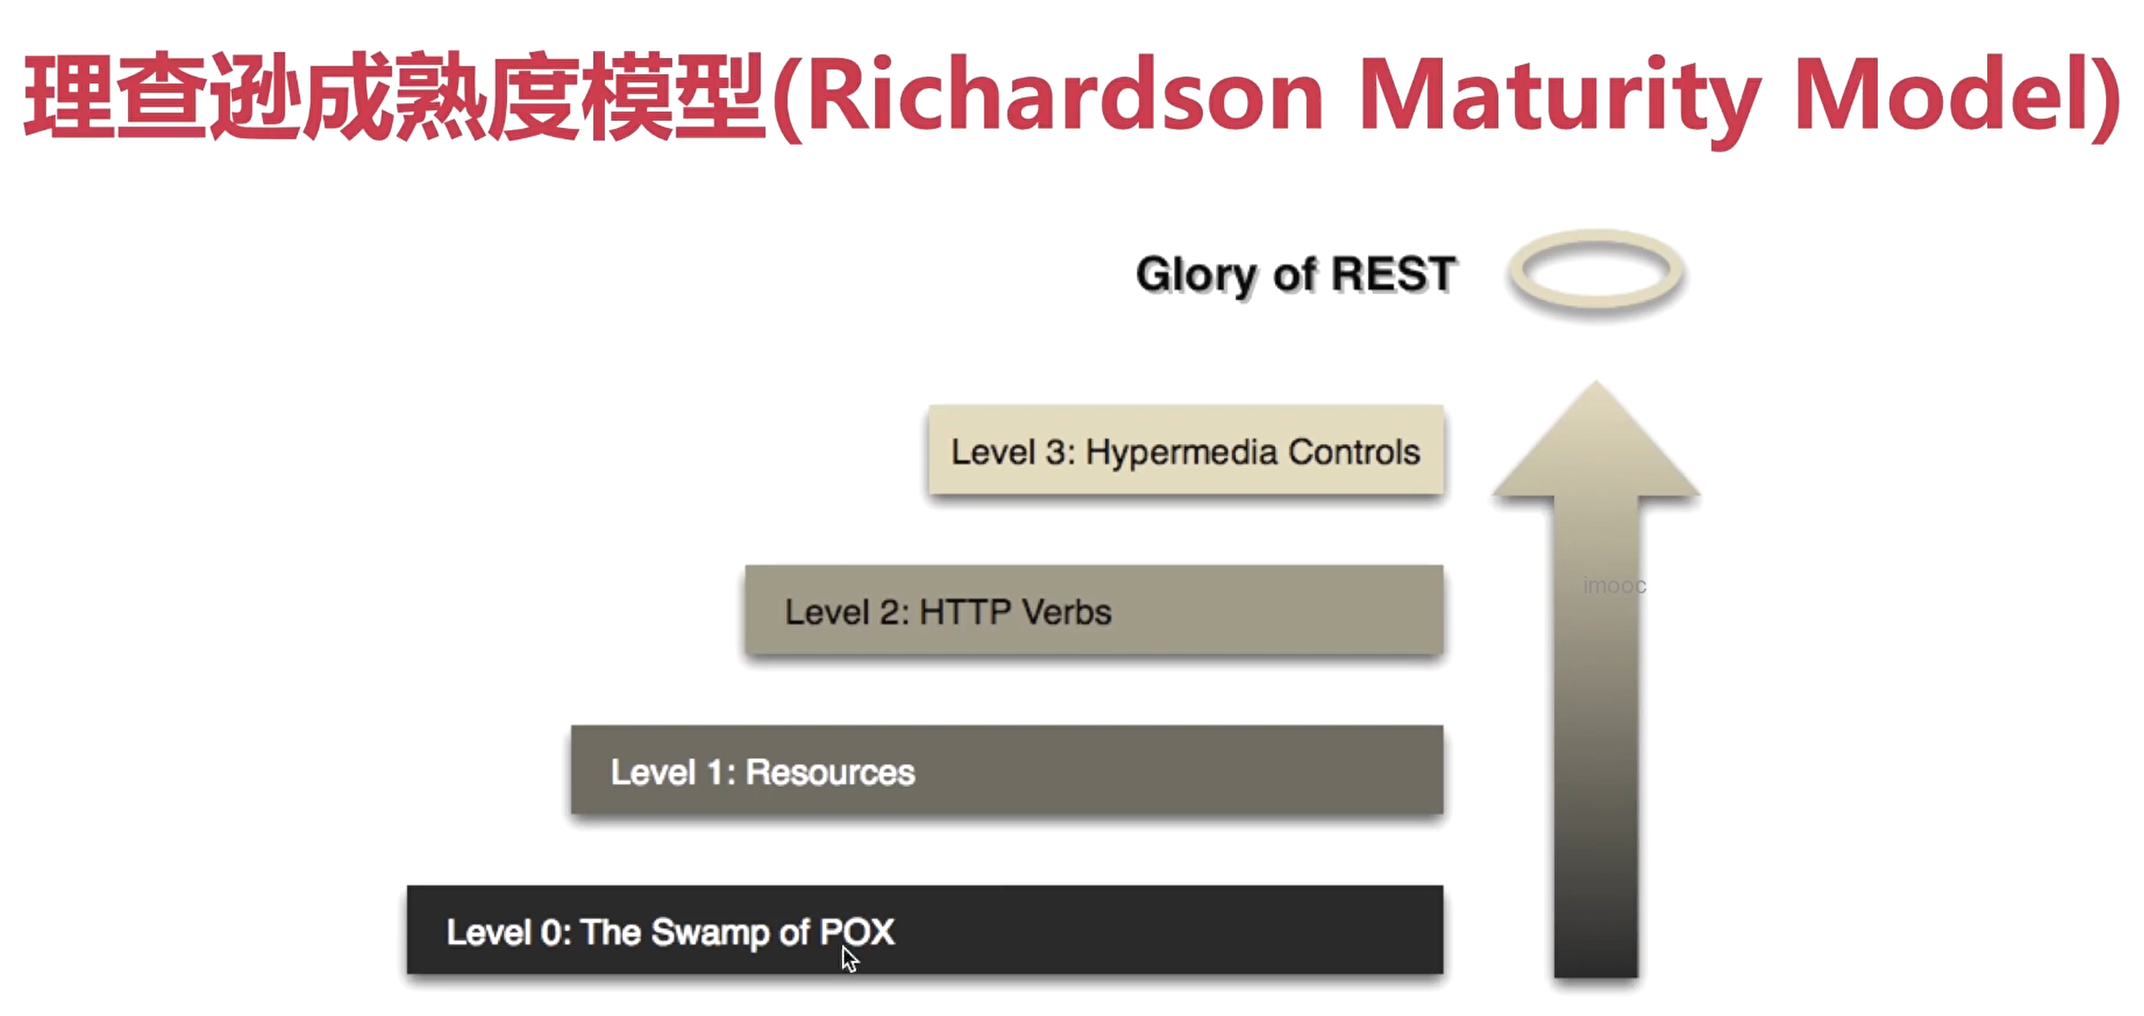 理查逊成熟度模型(Richardson Maturity Model)
Glory of REST
Level 3: Hypermedia Controls
imooc
Level 2: HTTP Verbs
Level 1: Resources
Level 0: The Swamp of POX